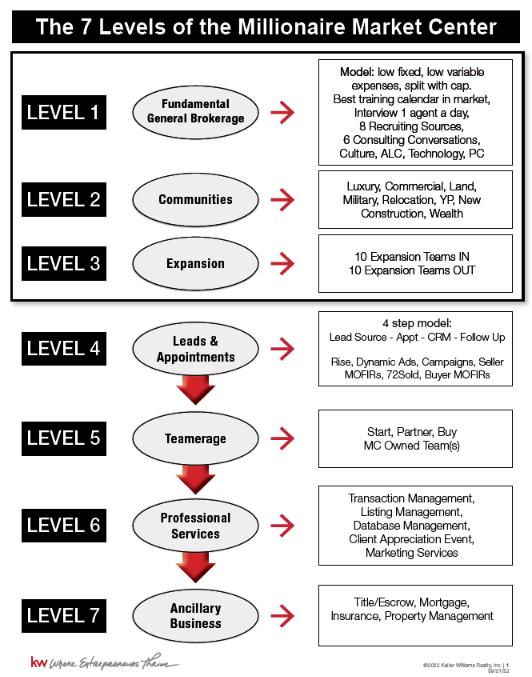 The 7 Levels of the Millionaire Market Center
LEVEL 1
Fundamental
General Brokerage
Model: low fixed, low variable
expenses, split with cap.
Best training calendar in market,
Interview 1 agent a day,
8 Recruiting Sources,
6 Consulting Conversations,
Culture, ALC, Technology, PC
LEVEL 2
Communities
Luxury, Commercial, Land,
Military, Relocation, YP, New
Construction, Wealth
LEVEL 3
Expansion
10 Expansion Teams IN
10 Expansion Teams OUT
LEVEL 4
Leads &
Appointments
4 step model:
Lead Source - Appt - CRM - Follow Up
Rise, Dynamic Ads, Campaigns, Seller
MOFIRs, 72Sold, Buyer MOFIRs
LEVEL 5
Teamerage
Start, Partner, Buy
MC Owned Team(s)
LEVEL 6
Professional
Services
Transaction Management,
Listing Management,
Database Management,
Client Appreciation Event,
Marketing Services
LEVEL 7
Ancillary
Business
Title/Escrow, Mortgage,
Insurance, Property Management
kw Where Entrepreneurs Thrive
©2022 Keller Williams Realty, Inc. | 1
09/21/22